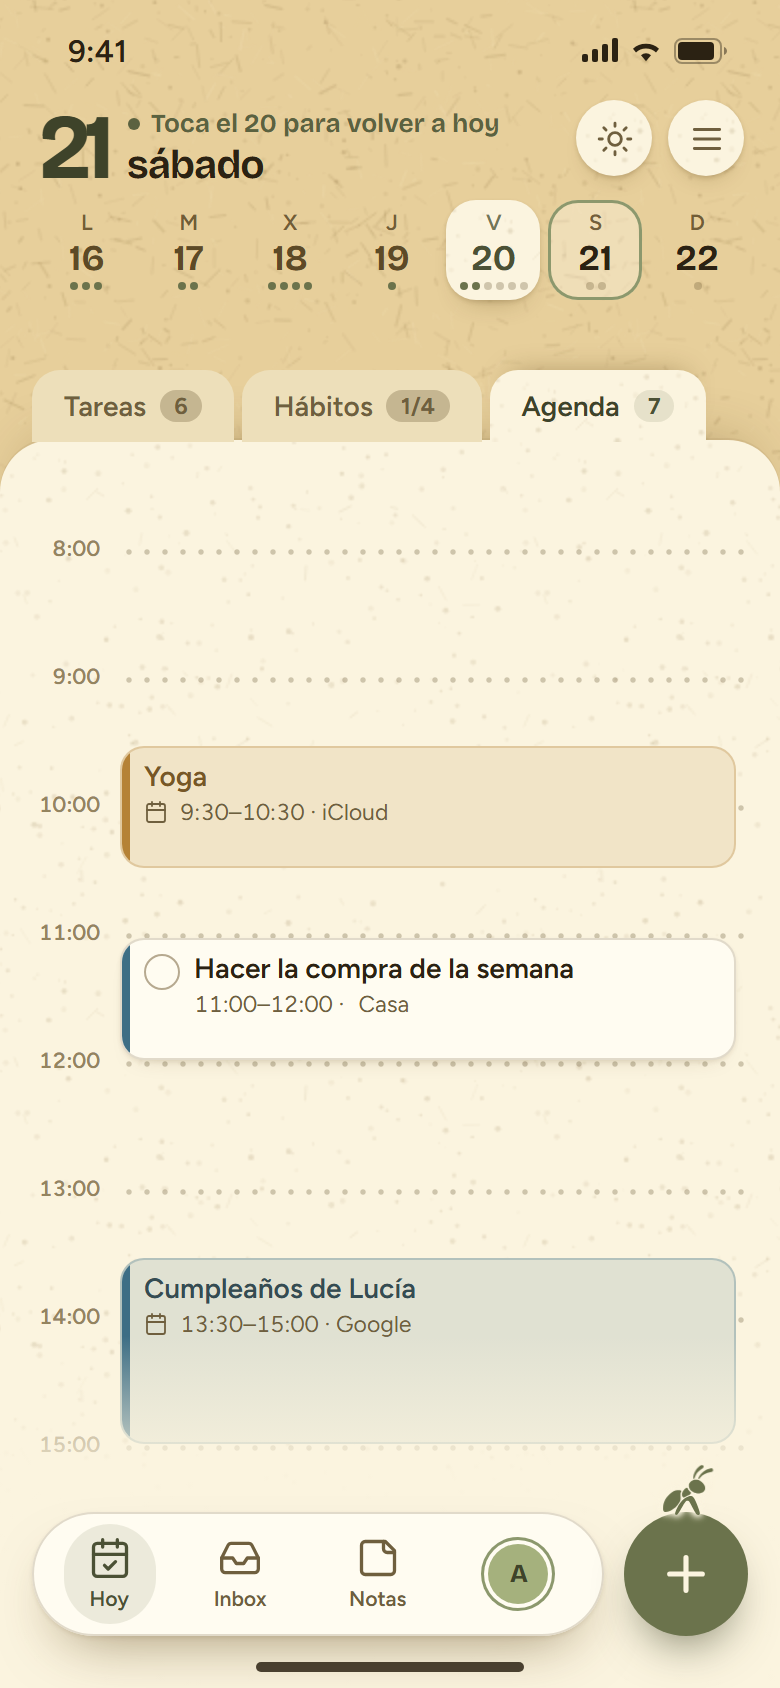 9:41
21
Toca el 20 para volver a hoy
sábado
L M X J V S D
16 17 18 19 20 21 22
Tareas 6
Hábitos 1/4
Agenda 7
8:00
9:00
Yoga
10:00
9:30–10:30 · iCloud
11:00
Hacer la compra de la semana
11:00–12:00 · Casa
12:00
13:00
Cumpleaños de Lucía
14:00
13:30–15:00 · Google
15:00
Hoy
Inbox
Notas
A